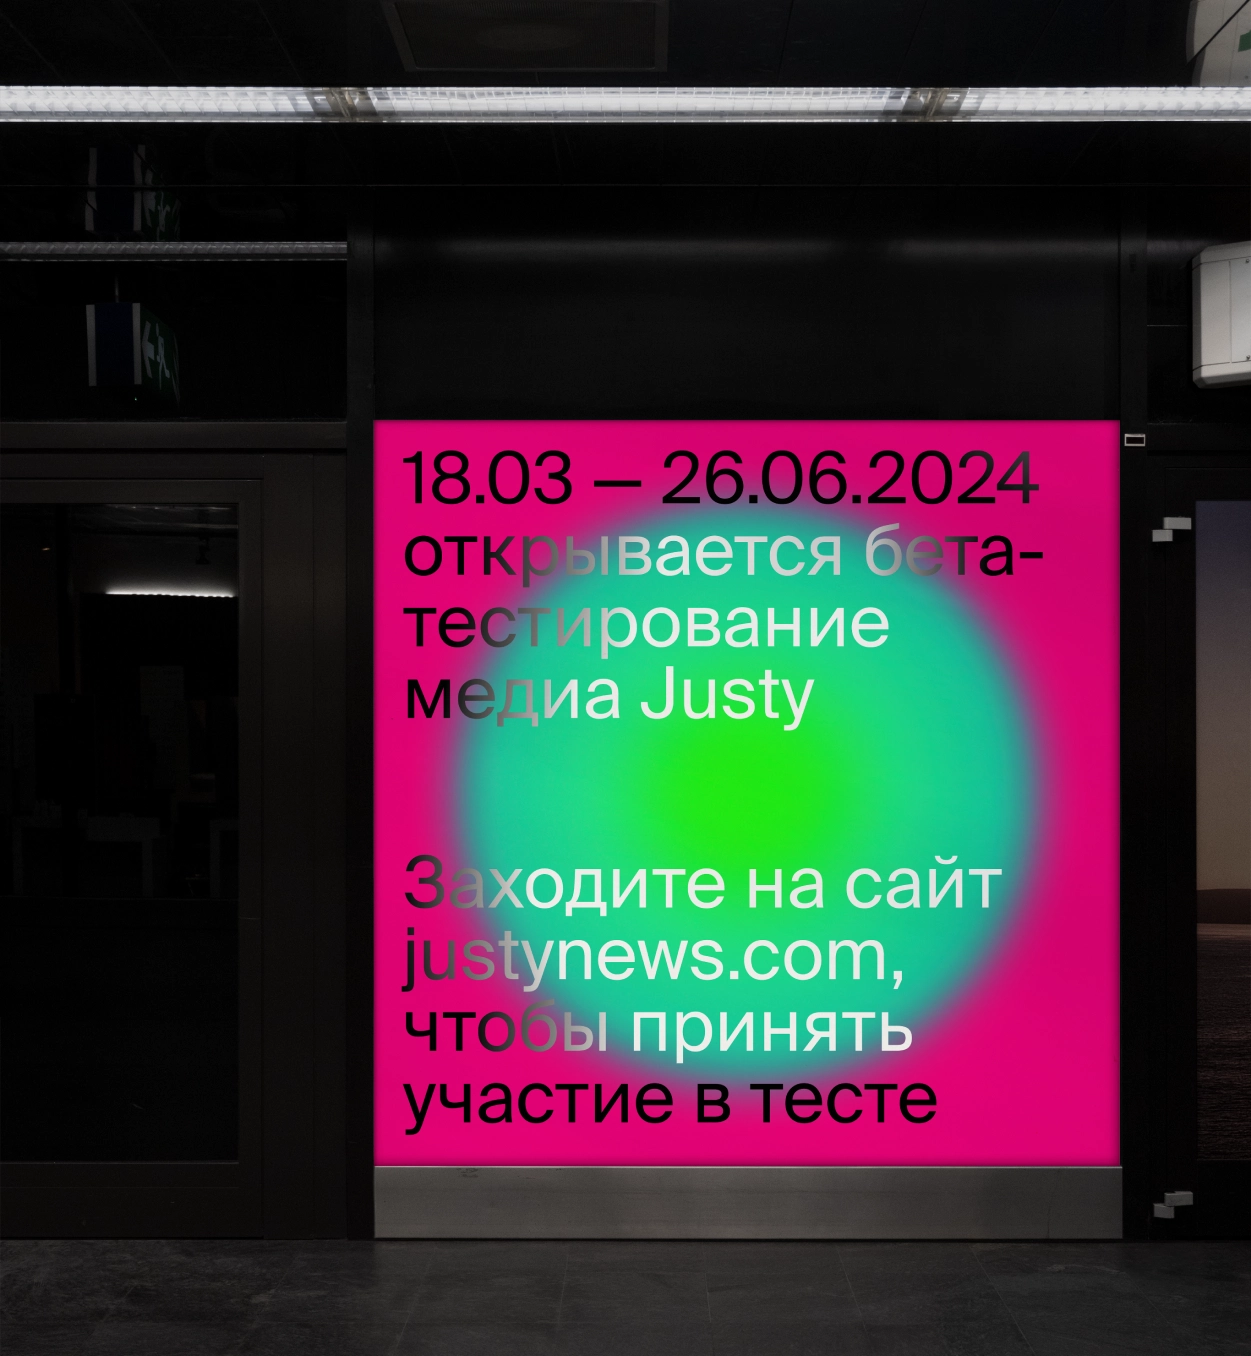 18.03 — 26.06.2024
открывается бета-
тестирование
медиа Justy
Заходите на сайт
justynews.com,
чтобы принять
участие в тесте